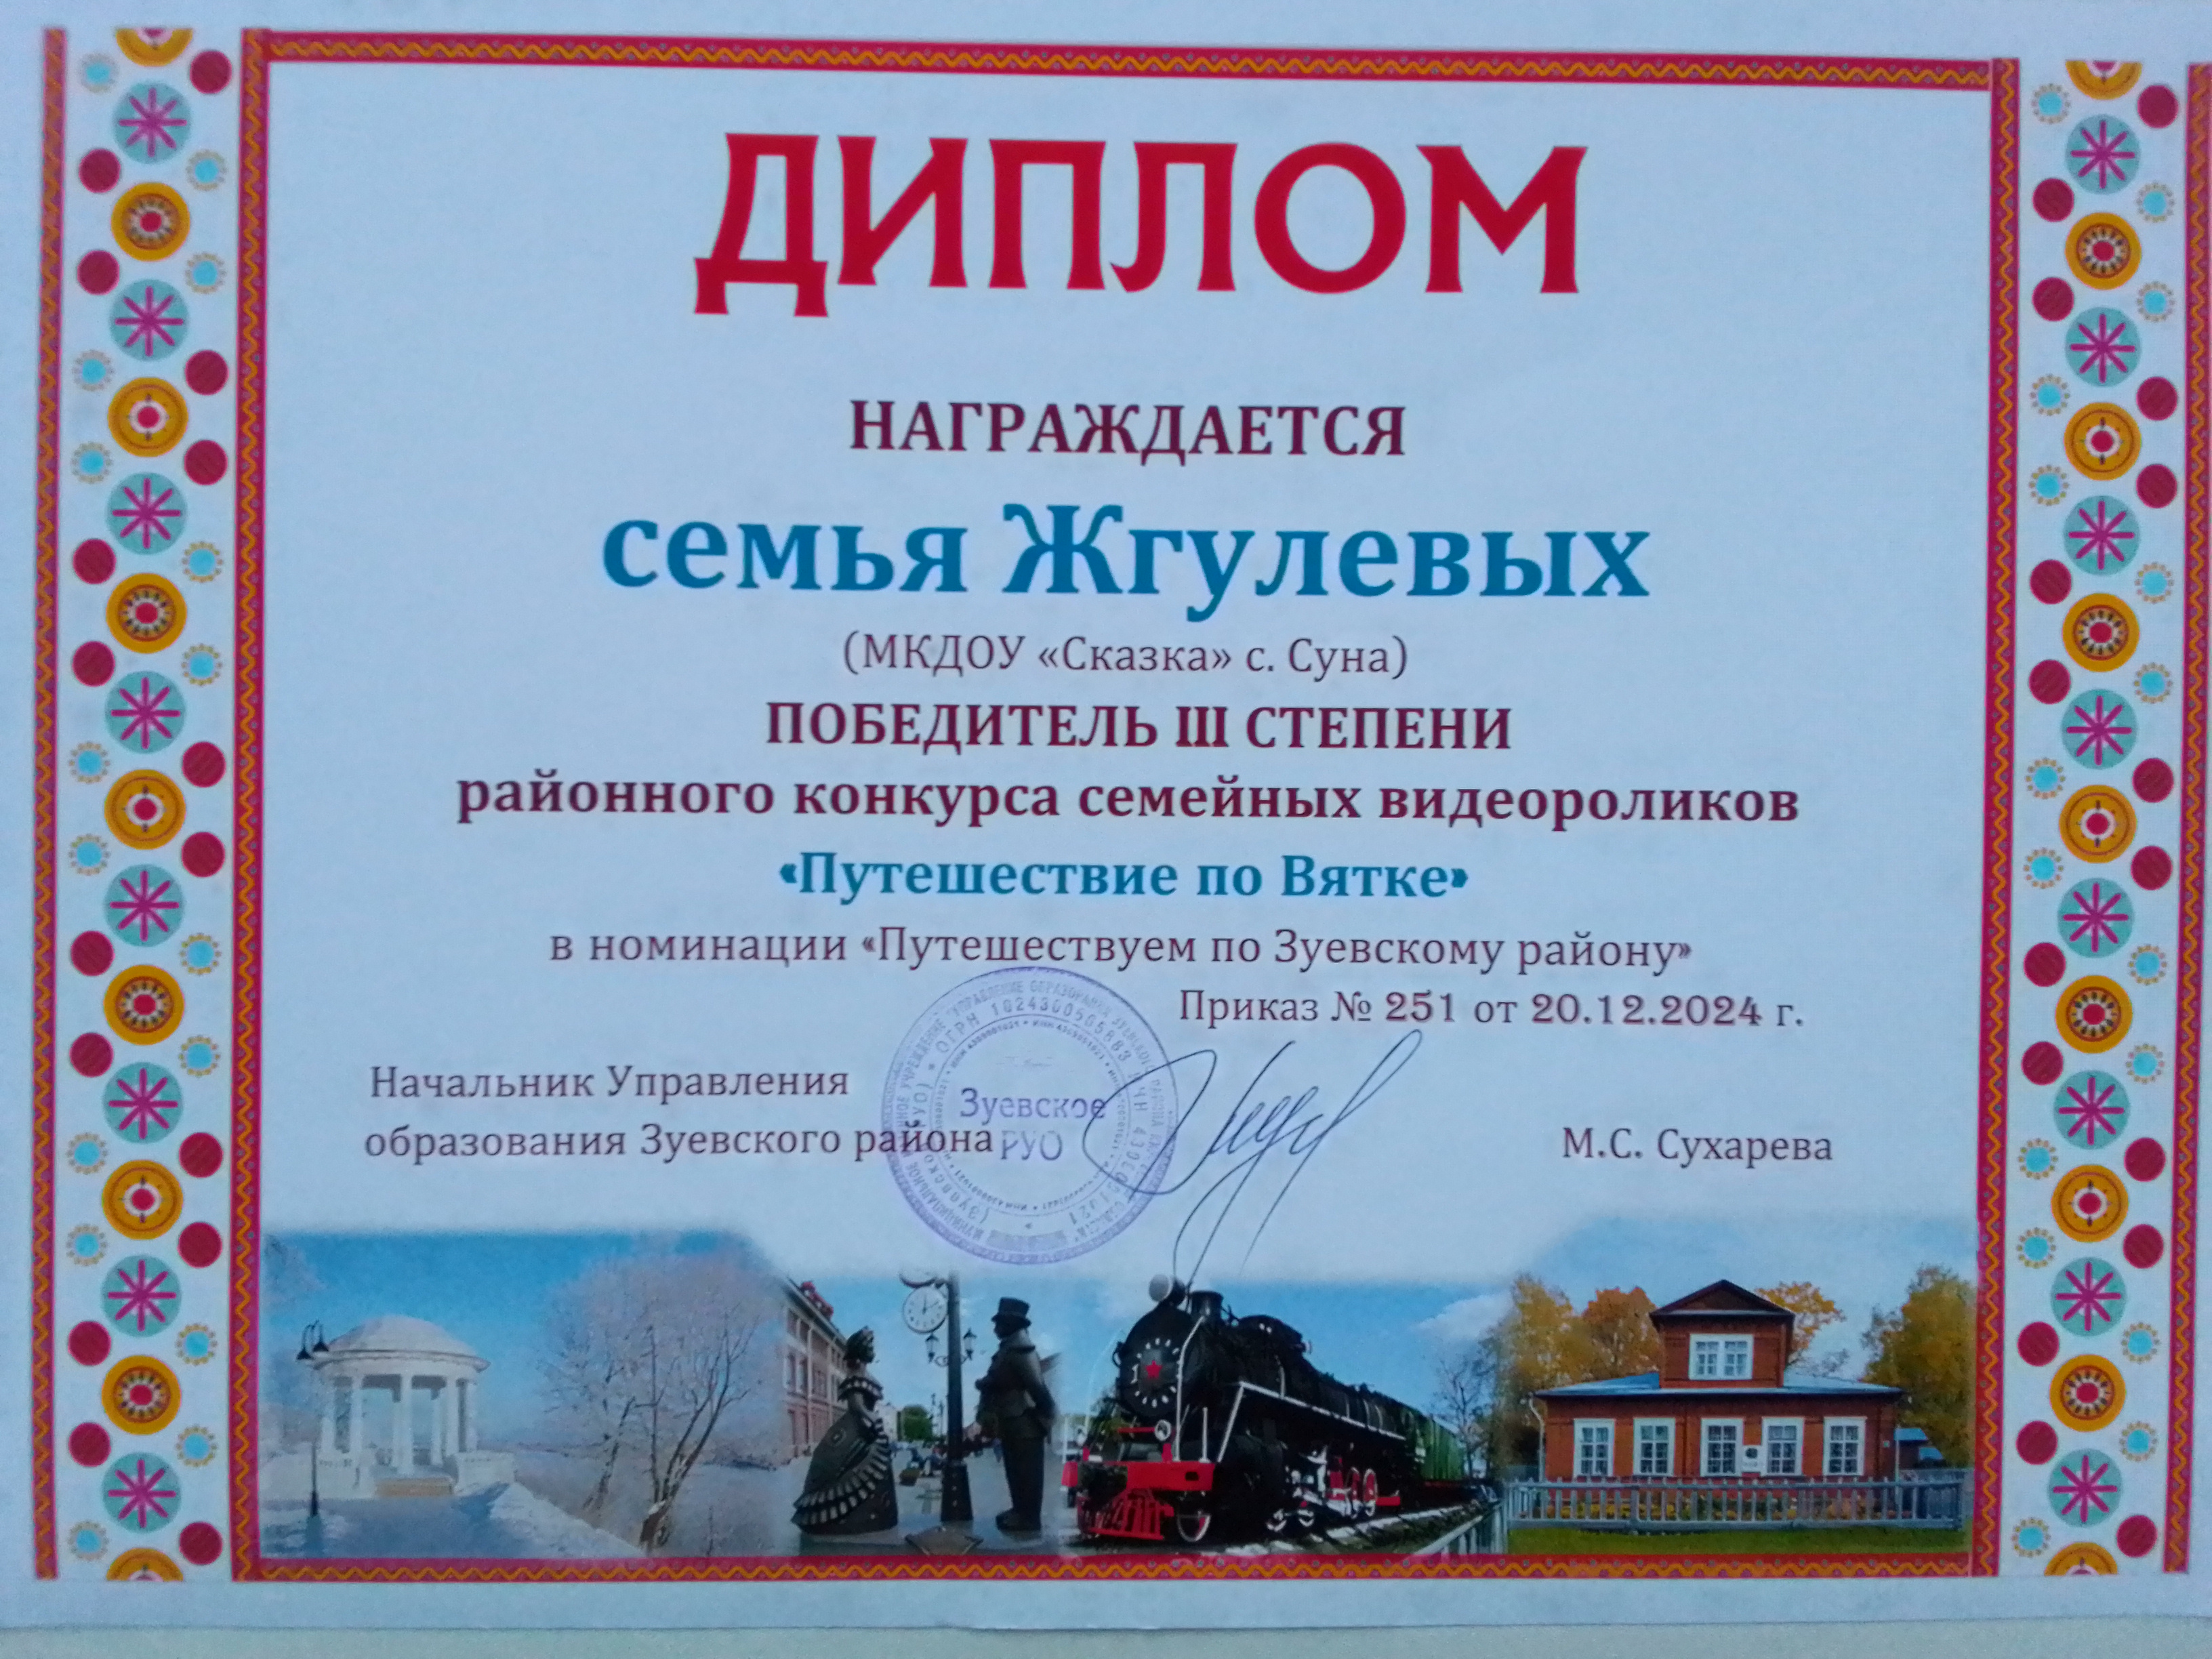 ДИПЛОМ
НАГРАЖДАЕТСЯ
семья Жгулевых
(МКДОУ «Сказка» с. Суна)
ПОБЕДИТЕЛЬ III СТЕПЕНИ
районного конкурса семейных видеороликов
«Путешествие по Вятке»
в номинации «Путешествуем по Зуевскому району»
Приказ № 251 от 20.12.2024 г.
Начальник Управления
образования Зуевского района
М.С. Сухарева
Зуевское
РУО